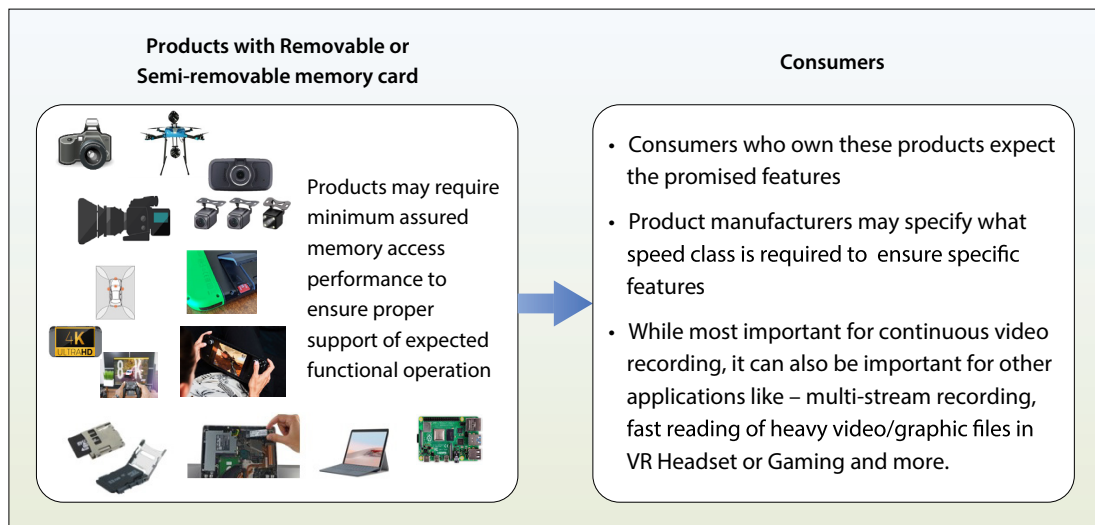 Products with Removable or
Semi-removable memory card
Products may require
minimum assured
memory access
performance to
ensure proper
support of expected
functional operation
4K
ULTRAHD
8K
Consumers
• Consumers who own these products expect
the promised features
• Product manufacturers may specify what
speed class is required to ensure specific
features
• While most important for continuous video
recording, it can also be important for other
applications like – multi-stream recording,
fast reading of heavy video/graphic files in
VR Headset or Gaming and more.